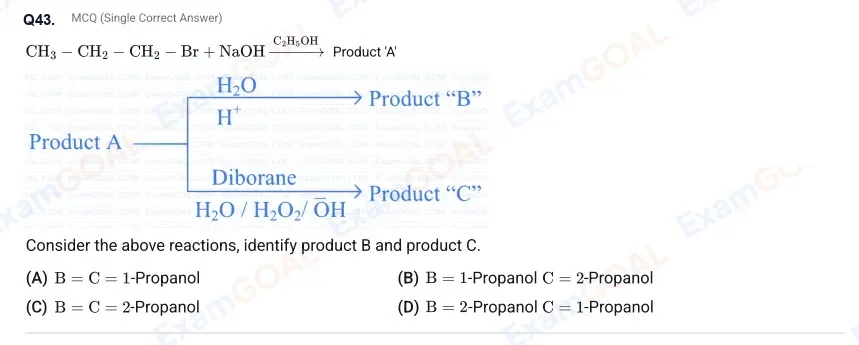 Q43. MCQ (Single Correct Answer)
CH₃ – CH₂ – CH₂ – Br + NaOH —C₂H₅OH→ Product 'A'
H₂O
Product “B”
H⁺
Product A
Diborane
Product “C”
H₂O / H₂O₂/ O̅H
Consider the above reactions, identify product B and product C.
(A) B = C = 1-Propanol (B) B = 1-Propanol C = 2-Propanol
(C) B = C = 2-Propanol (D) B = 2-Propanol C = 1-Propanol
ExamGOAL